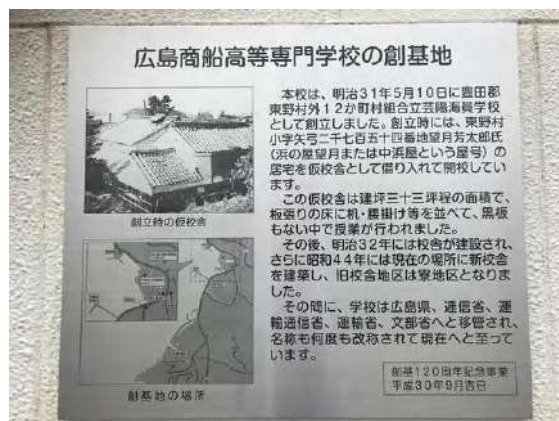 広島商船高等専門学校の創基地
本校は、明治31年5月10日に豊田郡
東野村外12か町村組合立芸陽海員学校
として創立しました。創立時には、東野村
小字矢弓二千七百五十四番地望月芳太郎氏
(浜の屋望月または中浜屋という屋号)の
居宅を仮校舎として借り入れて開校してい
ます。
この仮校舎は建坪三十三坪程の面積で、
板張りの床に机・腰掛け等を並べて、黒板
もない中で授業が行われました。
その後、明治32年には校舎が建設され、
さらに昭和44年には現在の場所に新校舎
を建築し、旧校舎地区は寮地区となりま
した。
その間に、学校は広島県、逓信省、運
輸通信省、運輸省、文部省へと移管され、
名称も何度も改称されて現在へと至って
います。
創立時の仮校舎
創基地の場所
創基120周年記念事業
平成30年9月吉日